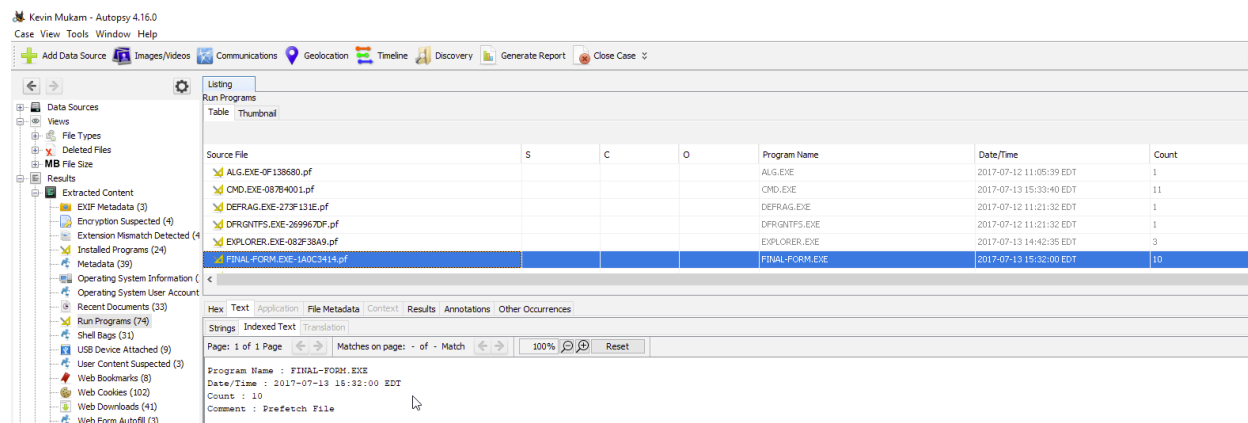 Kevin Mukam - Autopsy 4.16.0
Case View Tools Window Help
Add Data Source Images/Videos Communications Geolocation Timeline Discovery Generate Report Close Case
Listing
Run Programs
Table Thumbnail
Source File S C O Program Name Date/Time Count
ALG.EXE-0F138680.pf ALG.EXE 2017-07-12 11:05:39 EDT 1
CMD.EXE-087B4001.pf CMD.EXE 2017-07-13 15:33:40 EDT 11
DEFRAG.EXE-273F131E.pf DEFRAG.EXE 2017-07-12 11:21:32 EDT 1
DFRGNTFS.EXE-269967DF.pf DFRGNTFS.EXE 2017-07-12 11:21:32 EDT 1
EXPLORER.EXE-082F38A9.pf EXPLORER.EXE 2017-07-13 14:42:35 EDT 3
FINAL-FORM.EXE-1A0C3414.pf FINAL-FORM.EXE 2017-07-13 15:32:00 EDT 10
Data Sources
Views
File Types
Deleted Files
MB File Size
Results
Extracted Content
EXIF Metadata (3)
Encryption Suspected (4)
Extension Mismatch Detected (4
Installed Programs (24)
Metadata (39)
Operating System Information (
Operating System User Account
Recent Documents (33)
Run Programs (74)
Shell Bags (31)
USB Device Attached (9)
User Content Suspected (3)
Web Bookmarks (8)
Web Cookies (102)
Web Downloads (41)
Web Form Autofill (3)
Hex Text Application File Metadata Context Results Annotations Other Occurrences
Strings Indexed Text Translation
Page: 1 of 1 Page Matches on page: - of - Match 100% Reset
Program Name : FINAL-FORM.EXE
Date/Time : 2017-07-13 15:32:00 EDT
Count : 10
Comment : Prefetch File